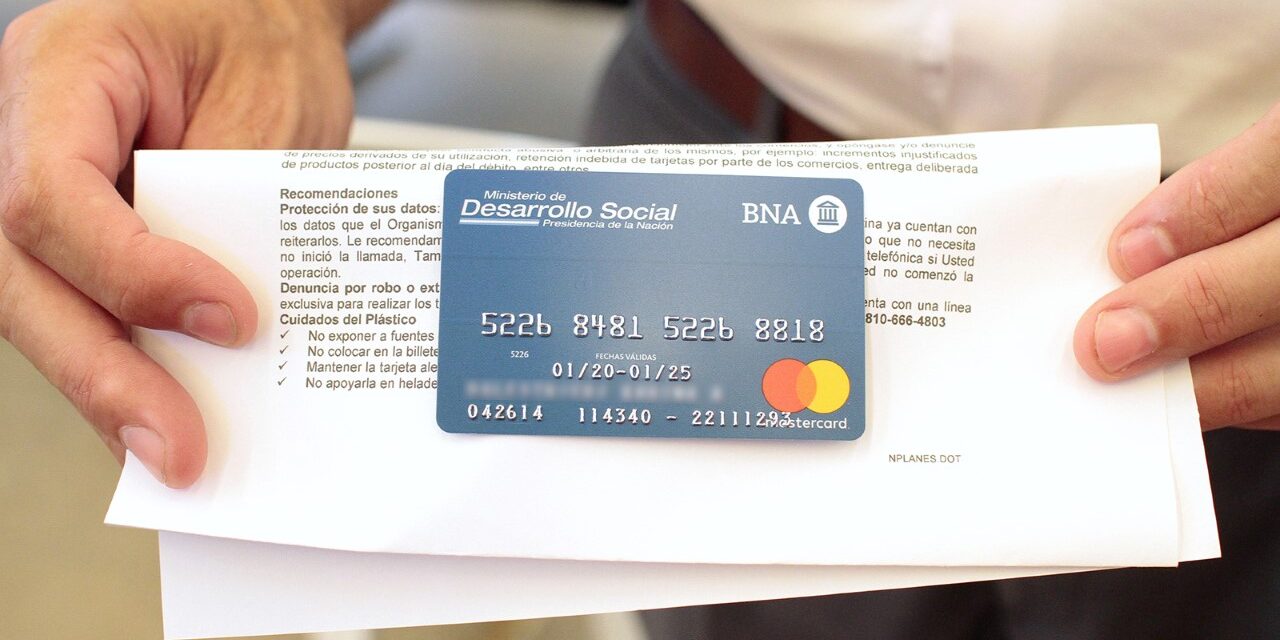 de precios derivados de su utilización, retención indebida de tarjetas por parte de los comercios, entrega deliberada
de productos posterior al día del débito, entre otros.
Recomendaciones
Protección de sus datos:
los datos que el Organism
reiterarlos. Le recomendam
no inició la llamada, Tam
operación.
Denuncia por robo o ext
exclusiva para realizar los t
Cuidados del Plástico
✓ No exponer a fuentes
✓ No colocar en la billete
✓ Mantener la tarjeta ale
✓ No apoyarla en helade
Ministerio de
Desarrollo Social
Presidencia de la Nación
BNA
5226 8481 5226 8818
5226
FECHAS VÁLIDAS
01/20-01/25
042614 114340 - 22111293
mastercard
ina ya cuentan con
o que no necesita
telefónica si Usted
ed no comenzó la
enta con una línea
810-666-4803
NPLANES.DOT